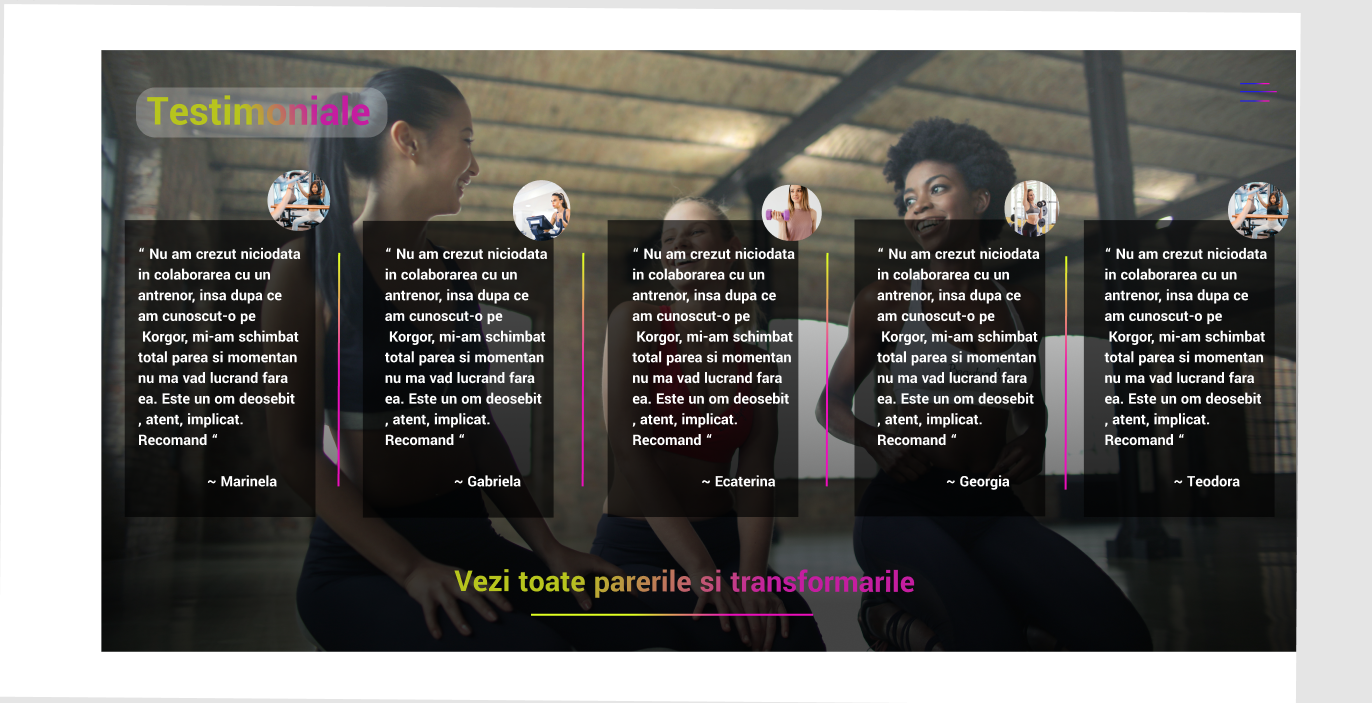 Testimoniale
“ Nu am crezut niciodata
in colaborarea cu un
antrenor, insa dupa ce
am cunoscut-o pe
Korgor, mi-am schimbat
total parea si momentan
nu ma vad lucrand fara
ea. Este un om deosebit
, atent, implicat.
Recomand “
~ Marinela
“ Nu am crezut niciodata
in colaborarea cu un
antrenor, insa dupa ce
am cunoscut-o pe
Korgor, mi-am schimbat
total parea si momentan
nu ma vad lucrand fara
ea. Este un om deosebit
, atent, implicat.
Recomand “
~ Gabriela
“ Nu am crezut niciodata
in colaborarea cu un
antrenor, insa dupa ce
am cunoscut-o pe
Korgor, mi-am schimbat
total parea si momentan
nu ma vad lucrand fara
ea. Este un om deosebit
, atent, implicat.
Recomand “
~ Ecaterina
“ Nu am crezut niciodata
in colaborarea cu un
antrenor, insa dupa ce
am cunoscut-o pe
Korgor, mi-am schimbat
total parea si momentan
nu ma vad lucrand fara
ea. Este un om deosebit
, atent, implicat.
Recomand “
~ Georgia
“ Nu am crezut niciodata
in colaborarea cu un
antrenor, insa dupa ce
am cunoscut-o pe
Korgor, mi-am schimbat
total parea si momentan
nu ma vad lucrand fara
ea. Este un om deosebit
, atent, implicat.
Recomand “
~ Teodora
Vezi toate parerile si transformarile